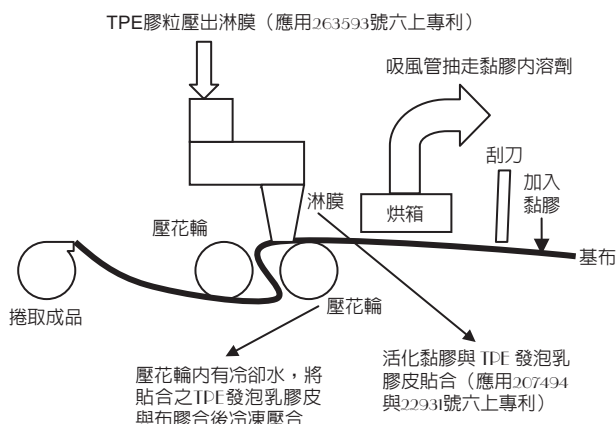 TPE膠粒壓出淋膜（應用263593號六上專利）
吸風管抽走黏膠內溶劑
刮刀
加入
黏膠
淋膜
烘箱
壓花輪
基布
捲取成品
壓花輪
活化黏膠與 TPE 發泡乳
膠皮貼合（應用207494
與22931號六上專利）
壓花輪內有冷卻水，將
貼合之TPE發泡乳膠皮
與布膠合後冷凍壓合